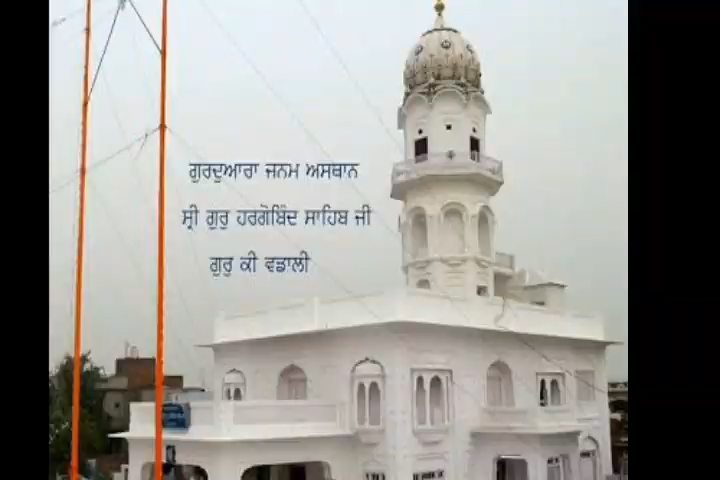 ਗੁਰਦੁਆਰਾ ਜਨਮ ਅਸਥਾਨ
ਸ੍ਰੀ ਗੁਰੁ ਹਰਗੋਬਿੰਦ ਸਾਹਿਬ ਜੀ
ਗੁਰੁ ਕੀ ਵਡਾਲੀ